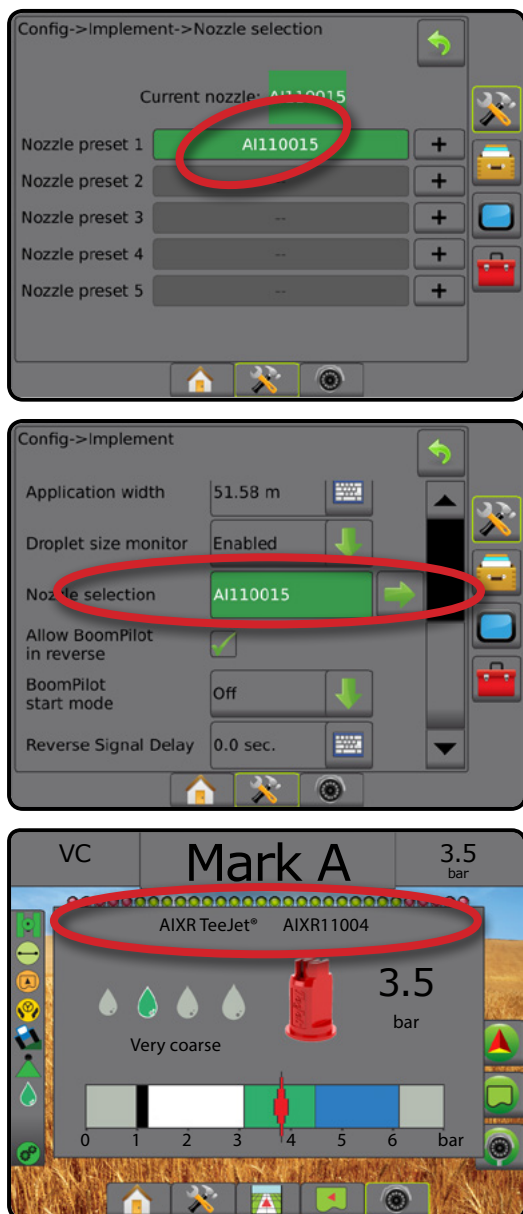 Config->Implement->Nozzle selection
Current nozzle: AI110015
Nozzle preset 1 AI110015 +
Nozzle preset 2 -- +
Nozzle preset 3 -- +
Nozzle preset 4 -- +
Nozzle preset 5 -- +
Config->Implement
Application width 51.58 m
Droplet size monitor Enabled
Nozzle selection AI110015
Allow BoomPilot
in reverse
BoomPilot
start mode Off
Reverse Signal Delay 0.0 sec.
VC Mark A 3.5
bar
AIXR TeeJet® AIXR11004
3.5
bar
Very coarse
0 1 2 3 4 5 6 bar